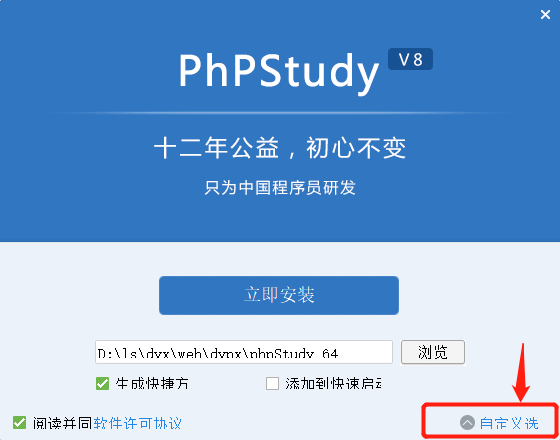 PhPStudy V8
十二年公益，初心不变
只为中国程序员研发
立即安装
D:\ls\dyx\web\dynx\phpStudy_64 浏览
生成快捷方 添加到快速启动
阅读并同软件许可协议 自定义选